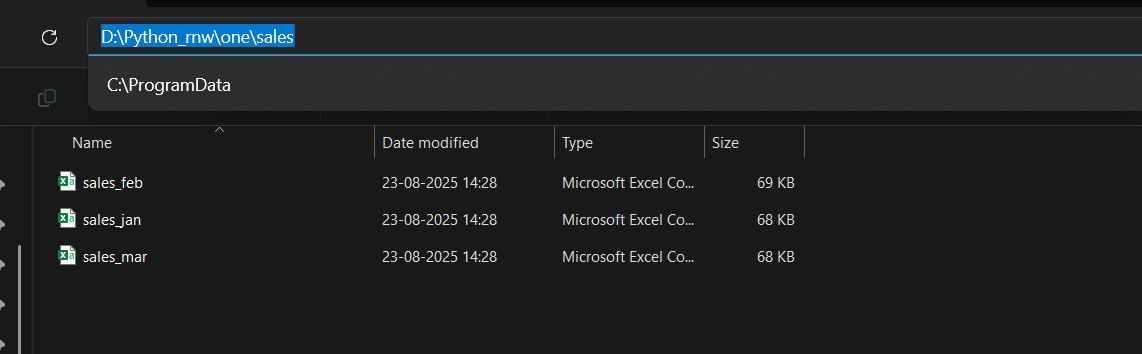 D:\Python_rnw\one\sales
C:\ProgramData
Name Date modified Type Size
sales_feb 23-08-2025 14:28 Microsoft Excel Co... 69 KB
sales_jan 23-08-2025 14:28 Microsoft Excel Co... 68 KB
sales_mar 23-08-2025 14:28 Microsoft Excel Co... 68 KB